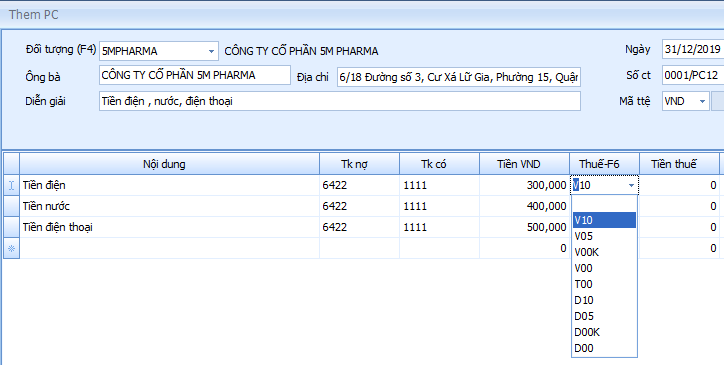 Them PC
Đối tượng (F4) 5MPHARMA CÔNG TY CỔ PHẦN 5M PHARMA Ngày 31/12/2019
Ông bà CÔNG TY CỔ PHẦN 5M PHARMA Địa chỉ 6/18 Đường số 3, Cư Xá Lữ Gia, Phường 15, Quận Số ct 0001/PC12
Diễn giải Tiền điện , nước, điện thoại Mã ttệ VND
Nội dung Tk nợ Tk có Tiền VND Thuế-F6 Tiền thuế
Tiền điện 6422 1111 300,000 V10 0
Tiền nước 6422 1111 400,000 0
Tiền điện thoại 6422 1111 500,000 0
0 0
V10
V05
V00K
V00
T00
D10
D05
D00K
D00